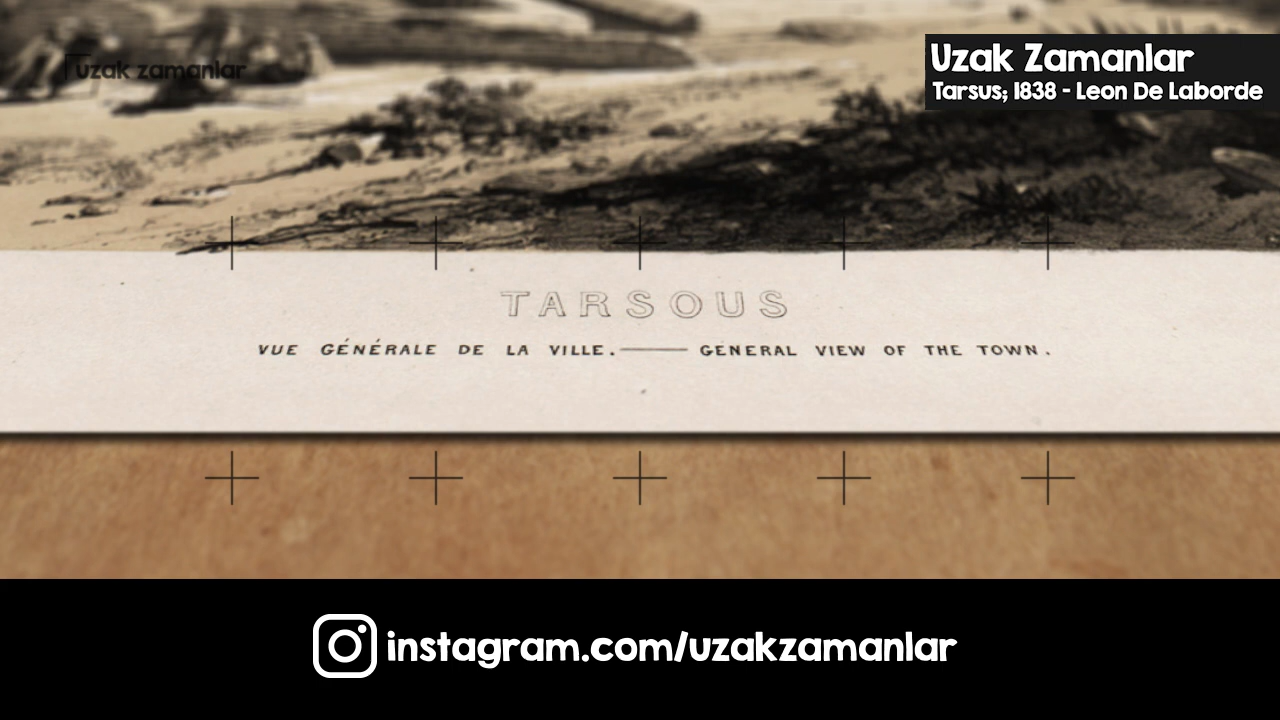 uzak zamanlar
Uzak Zamanlar
Tarsus; 1838 - Leon De Laborde
TARSOUS
VUE GÉNÉRALE DE LA VILLE. — GENERAL VIEW OF THE TOWN.
instagram.com/uzakzamanlar